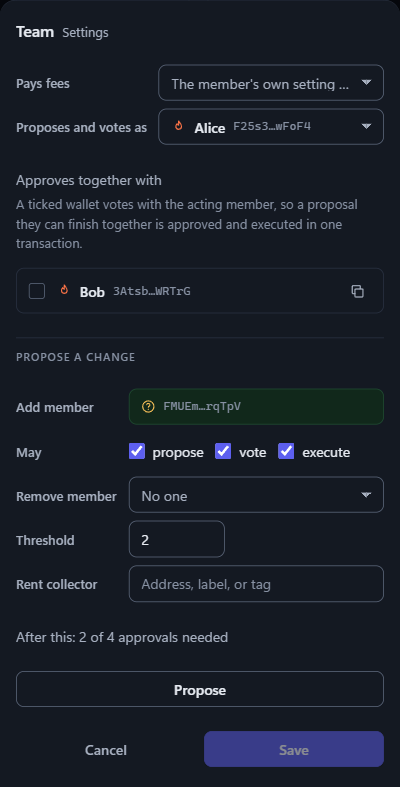 Team Settings
Pays fees The member's own setting ...
Proposes and votes as Alice F25s3…wFoF4
Approves together with
A ticked wallet votes with the acting member, so a proposal
they can finish together is approved and executed in one
transaction.
Bob 3Atsb…WRTrG
PROPOSE A CHANGE
Add member FMUEm…rqTpV
May propose vote execute
Remove member No one
Threshold 2
Rent collector Address, label, or tag
After this: 2 of 4 approvals needed
Propose
Cancel Save